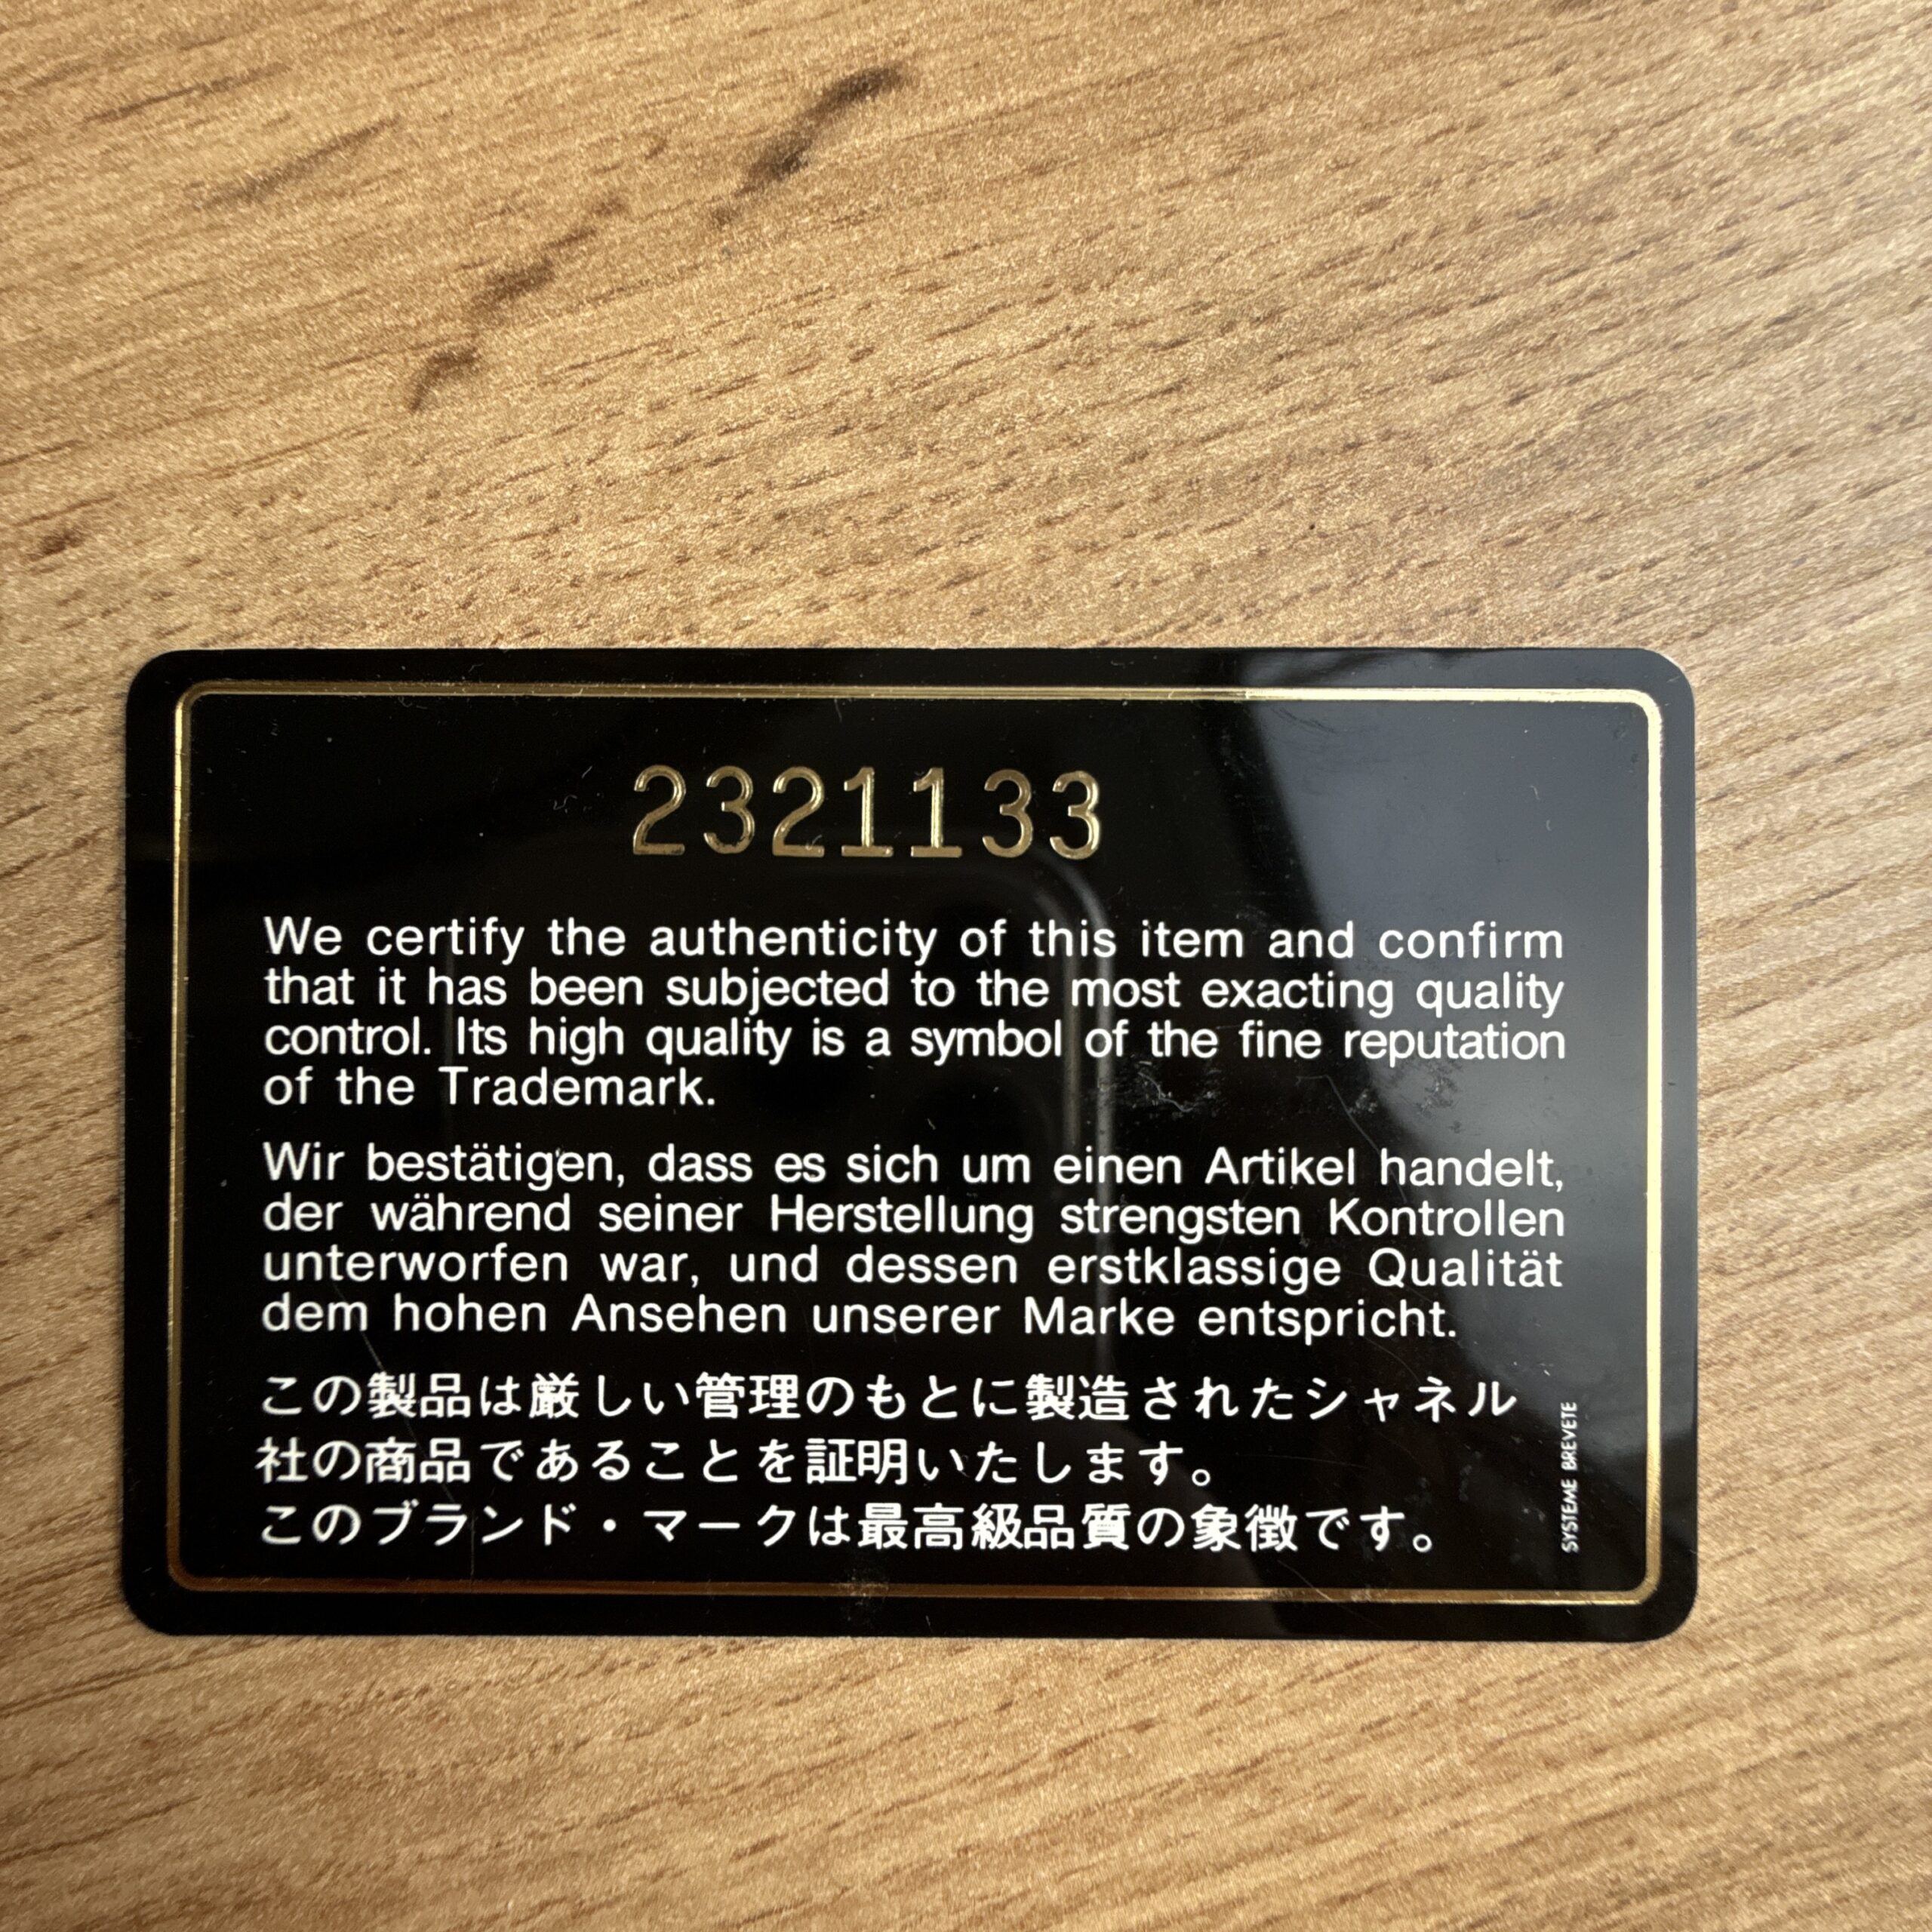 2321133
We certify the authenticity of this item and confirm
that it has been subjected to the most exacting quality
control. Its high quality is a symbol of the fine reputation
of the Trademark.
Wir bestätigen, dass es sich um einen Artikel handelt,
der während seiner Herstellung strengsten Kontrollen
unterworfen war, und dessen erstklassige Qualität
dem hohen Ansehen unserer Marke entspricht.
この製品は厳しい管理のもとに製造されたシャネル
社の商品であることを証明いたします。
このブランド・マークは最高級品質の象徴です。
SYSTEME BREVETE